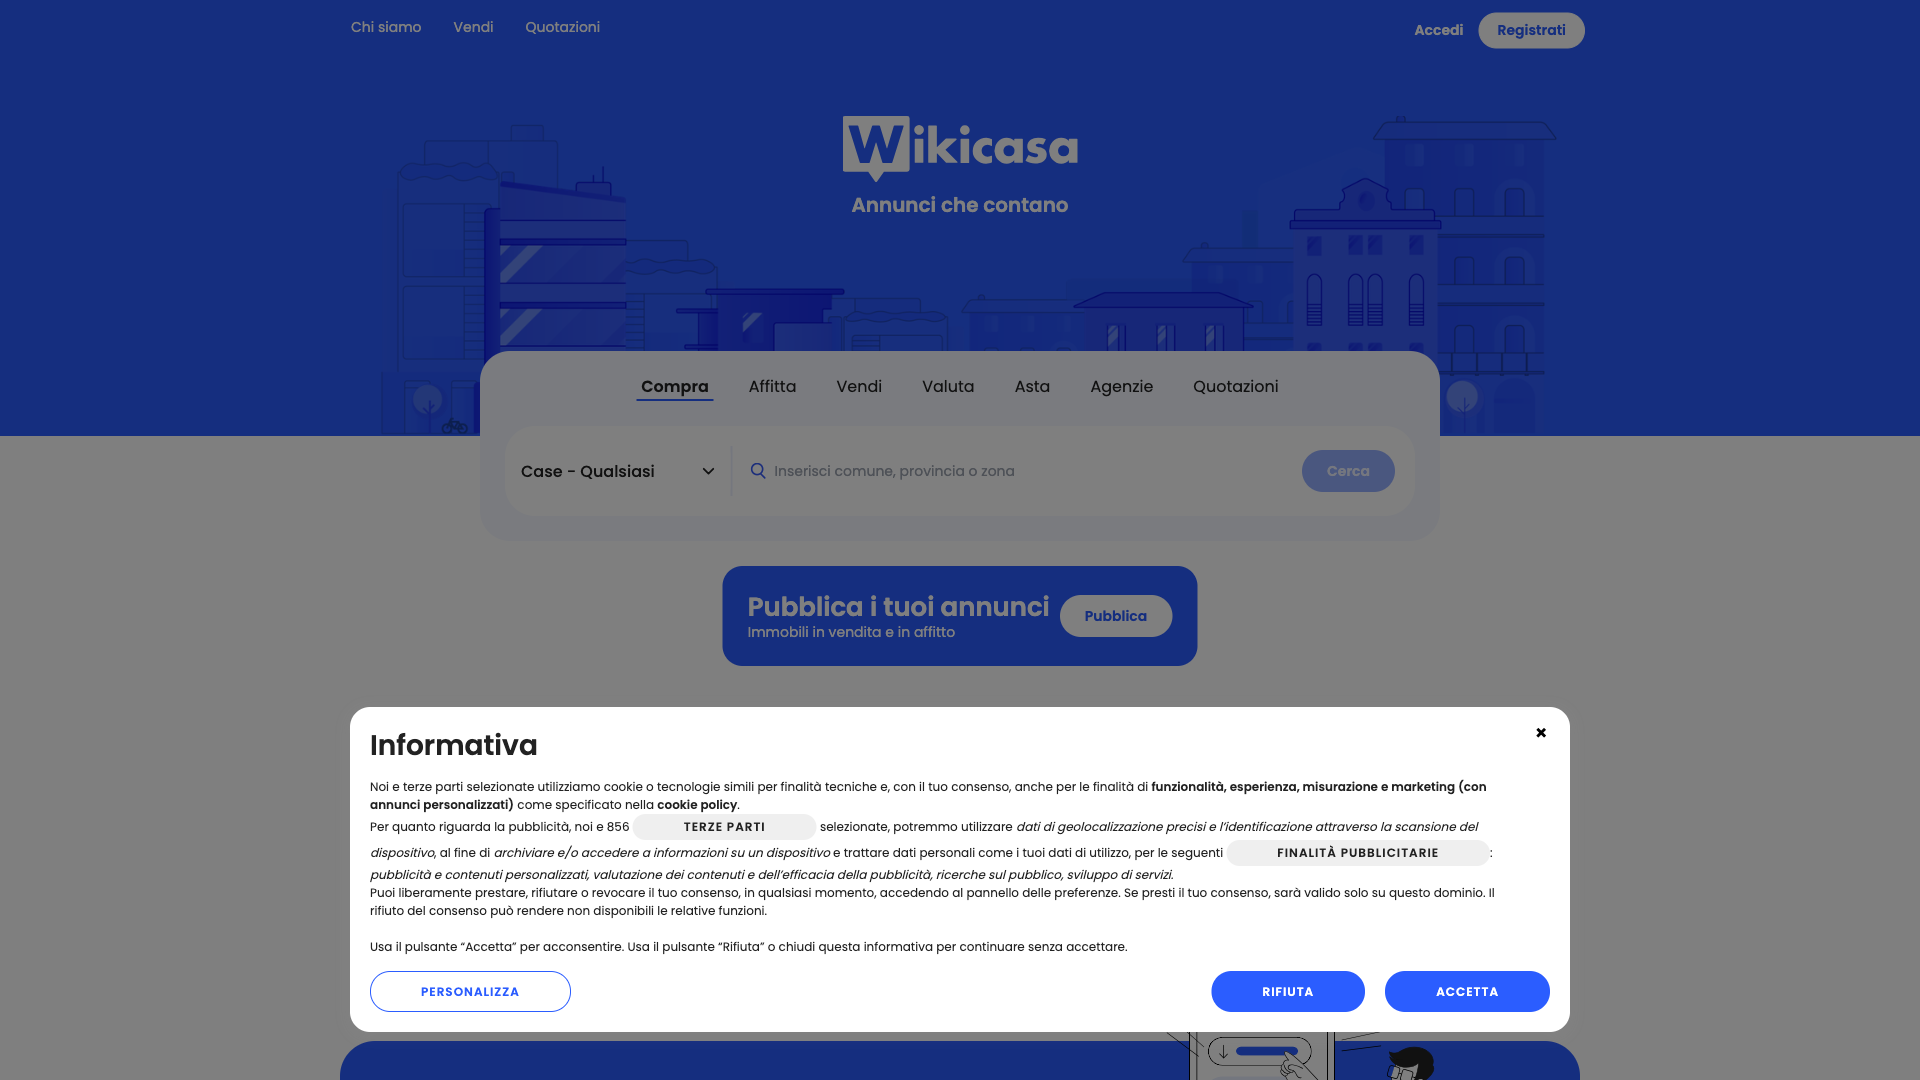 Chi siamo Vendi Quotazioni Accedi Registrati
Wikicasa
Annunci che contano
Compra Affitta Vendi Valuta Asta Agenzie Quotazioni
Case - Qualsiasi Inserisci comune, provincia o zona Cerca
Pubblica i tuoi annunci
Immobili in vendita e in affitto
Pubblica
Informativa
Noi e terze parti selezionate utilizziamo cookie o tecnologie simili per finalità tecniche e, con il tuo consenso, anche per le finalità di funzionalità, esperienza, misurazione e marketing (con
annunci personalizzati) come specificato nella cookie policy.
Per quanto riguarda la pubblicità, noi e 856 TERZE PARTI selezionate, potremmo utilizzare dati di geolocalizzazione precisi e l’identificazione attraverso la scansione del
dispositivo, al fine di archiviare e/o accedere a informazioni su un dispositivo e trattare dati personali come i tuoi dati di utilizzo, per le seguenti FINALITÀ PUBBLICITARIE:
pubblicità e contenuti personalizzati, valutazione dei contenuti e dell’efficacia della pubblicità, ricerche sul pubblico, sviluppo di servizi.
Puoi liberamente prestare, rifiutare o revocare il tuo consenso, in qualsiasi momento, accedendo al pannello delle preferenze. Se presti il tuo consenso, sarà valido solo su questo dominio. Il
rifiuto del consenso può rendere non disponibili le relative funzioni.
Usa il pulsante “Accetta” per acconsentire. Usa il pulsante “Rifiuta” o chiudi questa informativa per continuare senza accettare.
PERSONALIZZA RIFIUTA ACCETTA